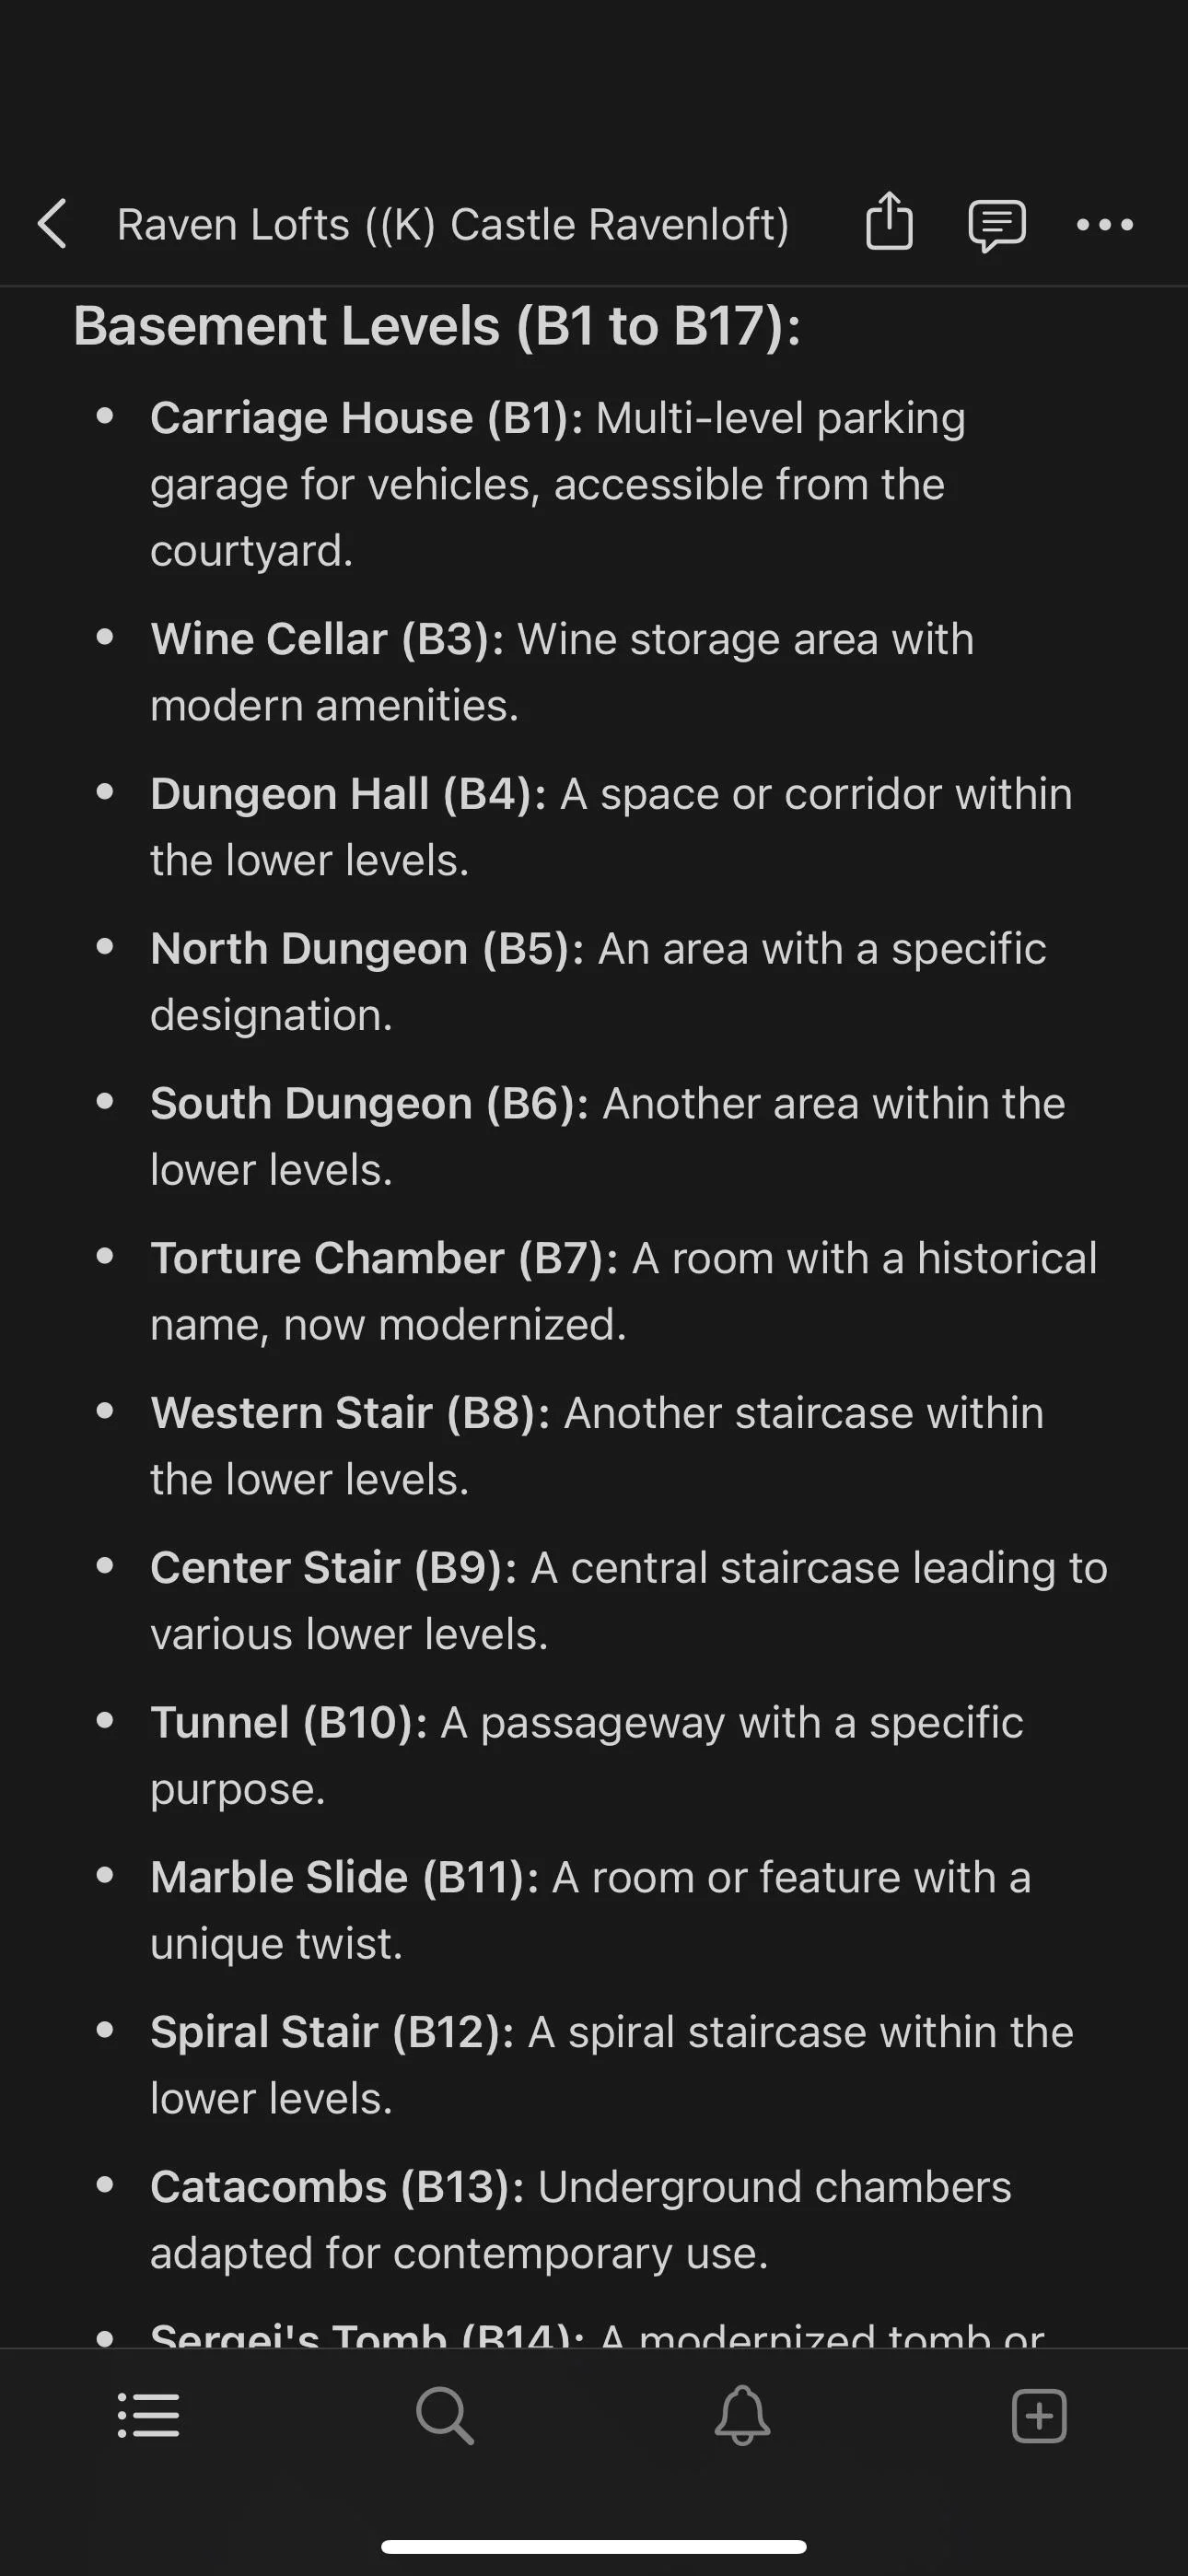 Raven Lofts ((K) Castle Ravenloft)
Basement Levels (B1 to B17):
• Carriage House (B1): Multi-level parking
garage for vehicles, accessible from the
courtyard.
• Wine Cellar (B3): Wine storage area with
modern amenities.
• Dungeon Hall (B4): A space or corridor within
the lower levels.
• North Dungeon (B5): An area with a specific
designation.
• South Dungeon (B6): Another area within the
lower levels.
• Torture Chamber (B7): A room with a historical
name, now modernized.
• Western Stair (B8): Another staircase within
the lower levels.
• Center Stair (B9): A central staircase leading to
various lower levels.
• Tunnel (B10): A passageway with a specific
purpose.
• Marble Slide (B11): A room or feature with a
unique twist.
• Spiral Stair (B12): A spiral staircase within the
lower levels.
• Catacombs (B13): Underground chambers
adapted for contemporary use.
• Sergei's Tomb (B14): A modernized tomb or